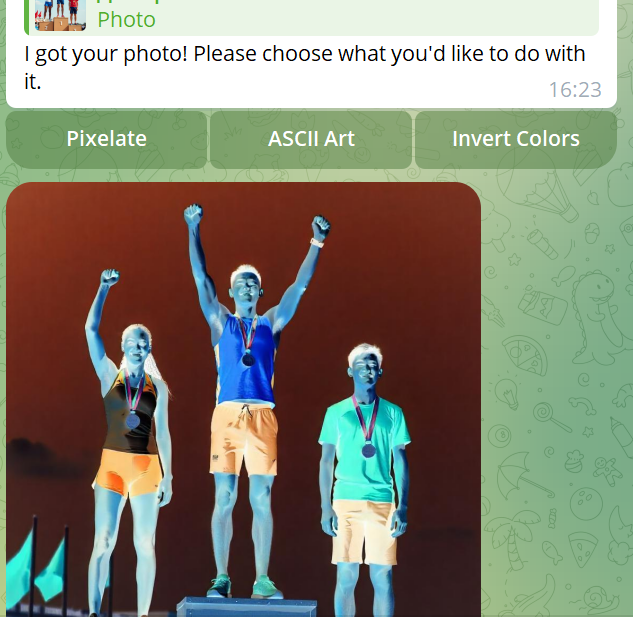 Photo
I got your photo! Please choose what you'd like to do with
it.
16:23
Pixelate ASCII Art Invert Colors